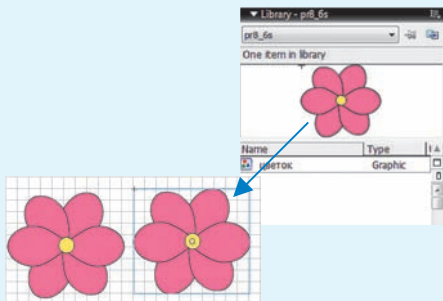 Library - pr8_6s
pr8_6s
One item in library
Name Type
цветок Graphic